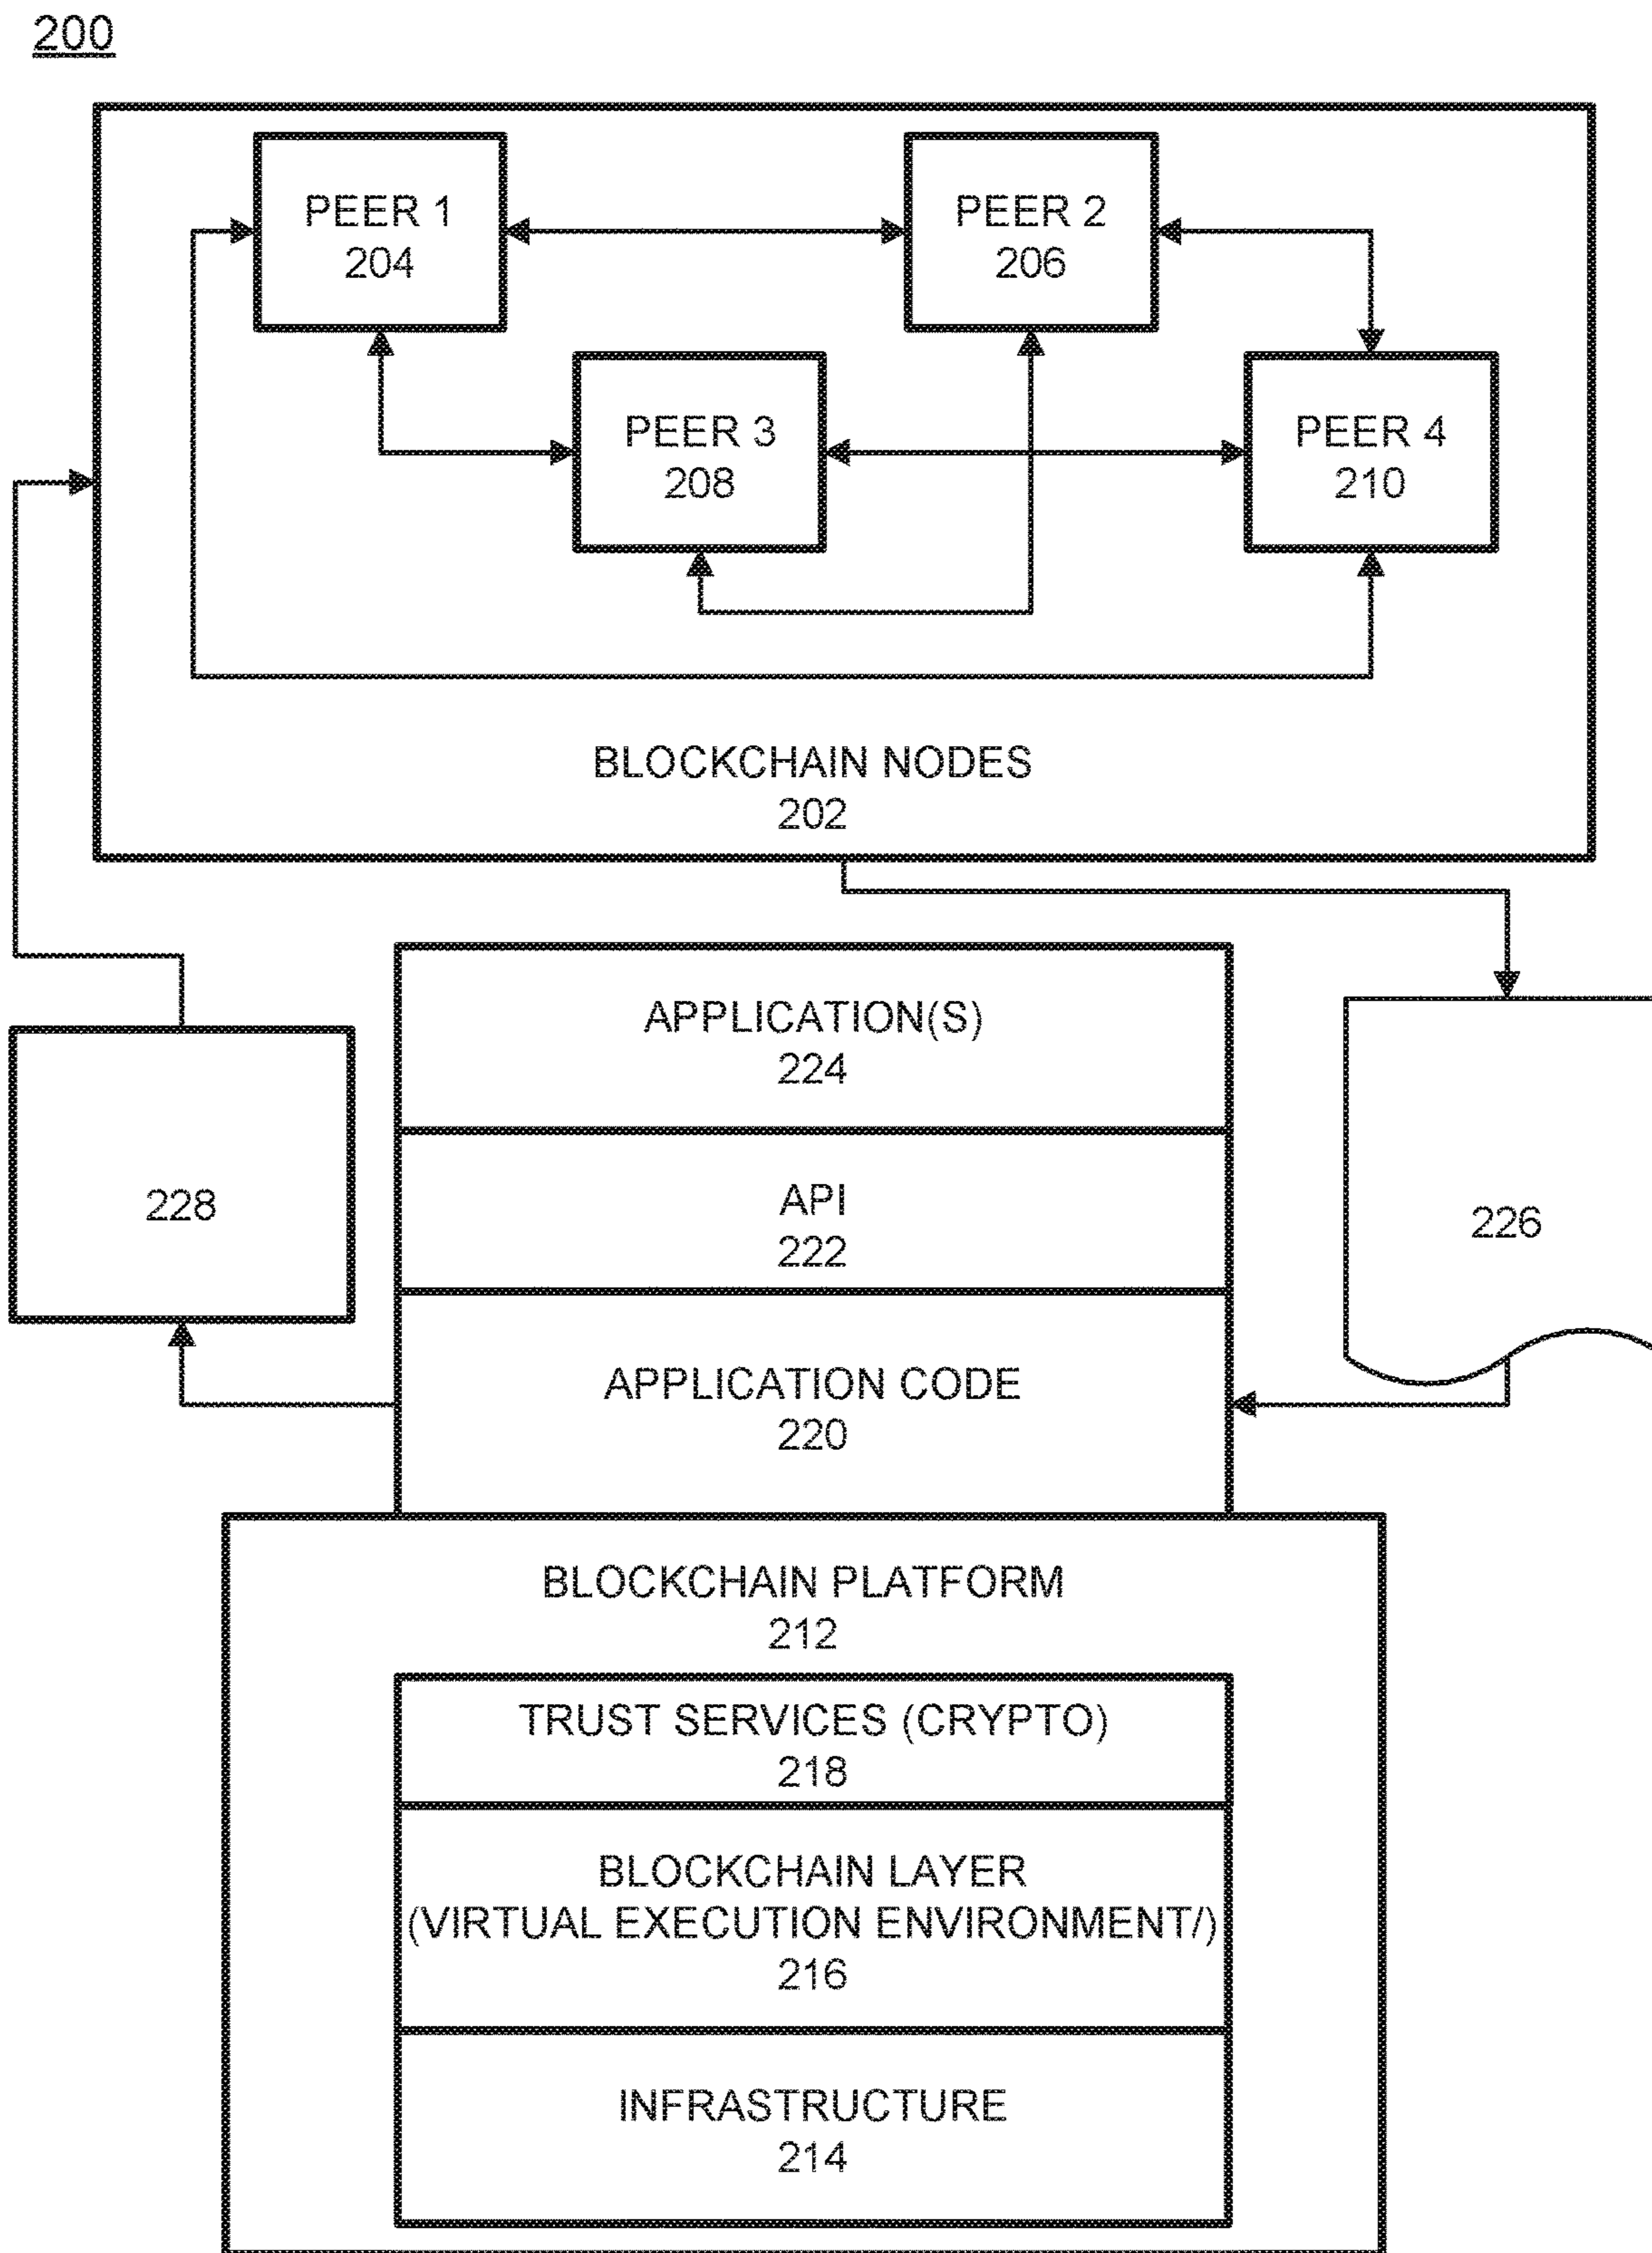 200
PEER 1
204
PEER 2
206
PEER 3
208
PEER 4
210
BLOCKCHAIN NODES
202
APPLICATION(S)
224
API
222
228
226
APPLICATION CODE
220
BLOCKCHAIN PLATFORM
212
TRUST SERVICES (CRYPTO)
218
BLOCKCHAIN LAYER
(VIRTUAL EXECUTION ENVIRONMENT/)
216
INFRASTRUCTURE
214